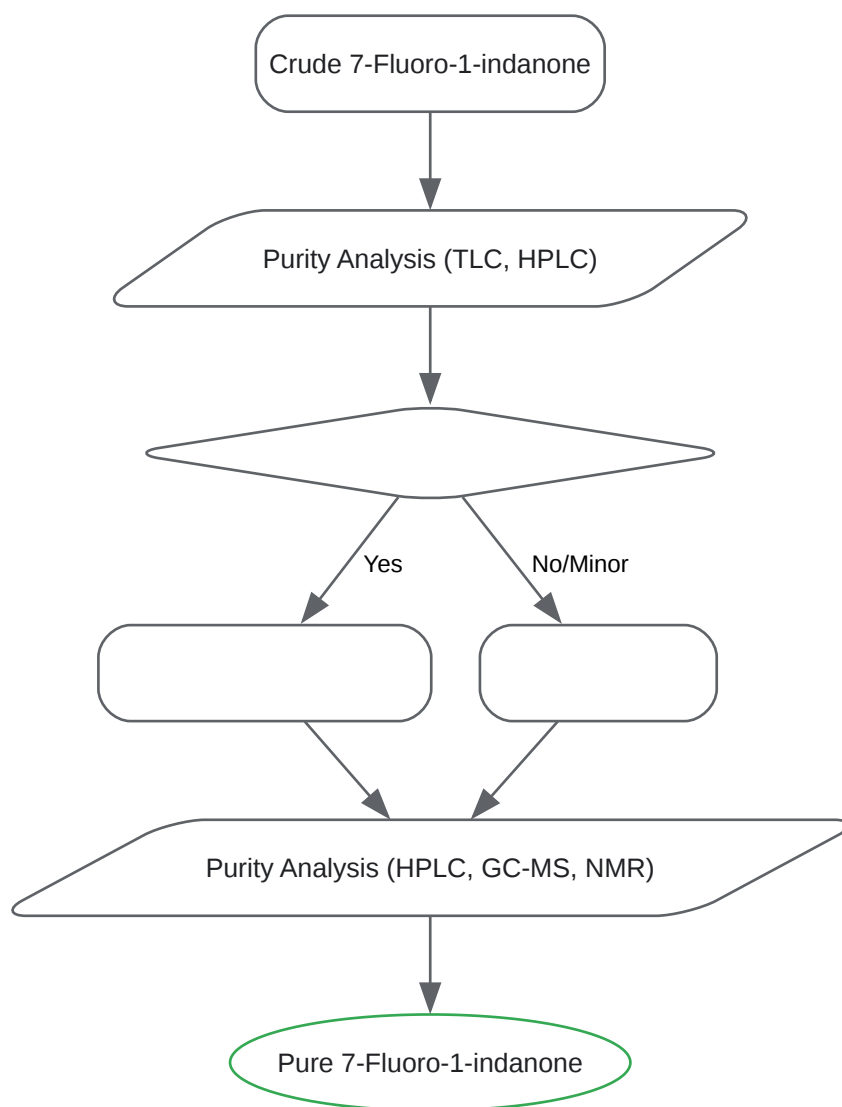 Crude 7-Fluoro-1-indanone
Purity Analysis (TLC, HPLC)
Yes
No/Minor
Purity Analysis (HPLC, GC-MS, NMR)
Pure 7-Fluoro-1-indanone